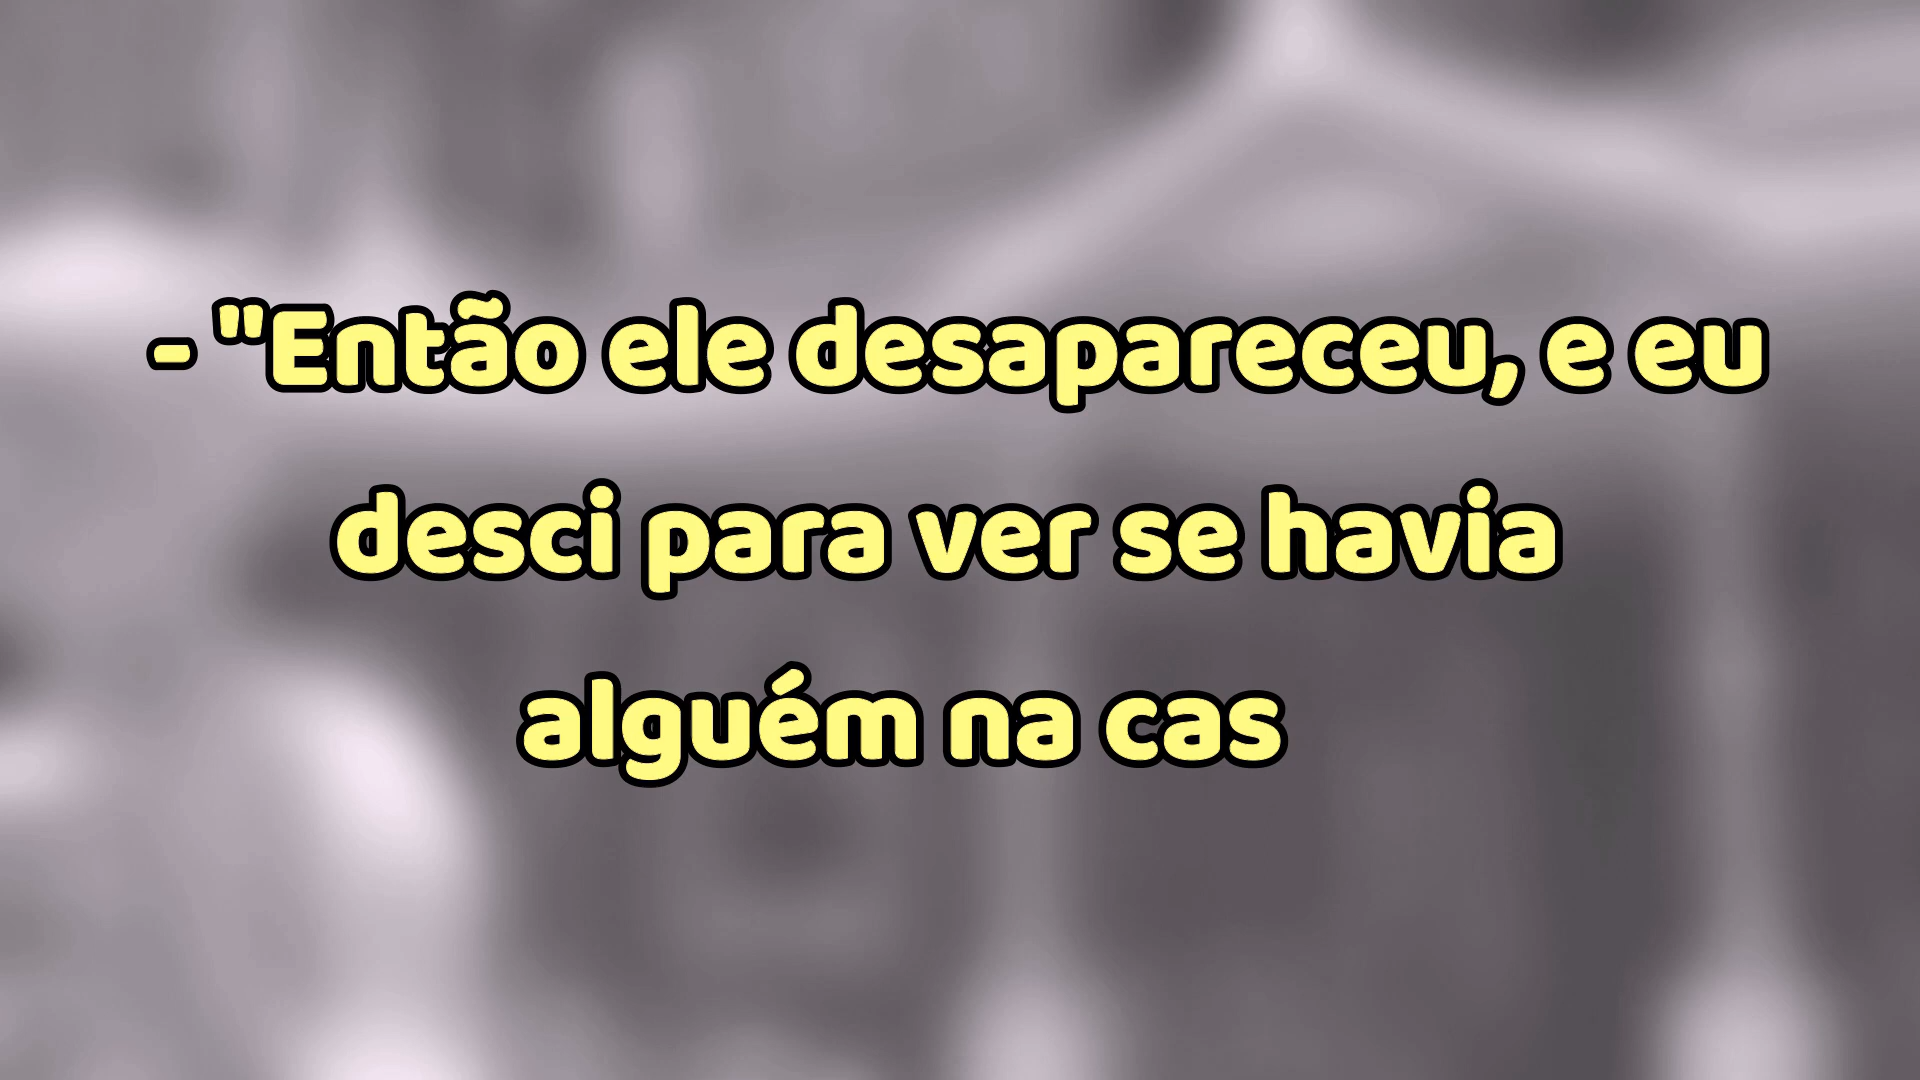 - "Então ele desapareceu, e eu
desci para ver se havia
alguém na cas